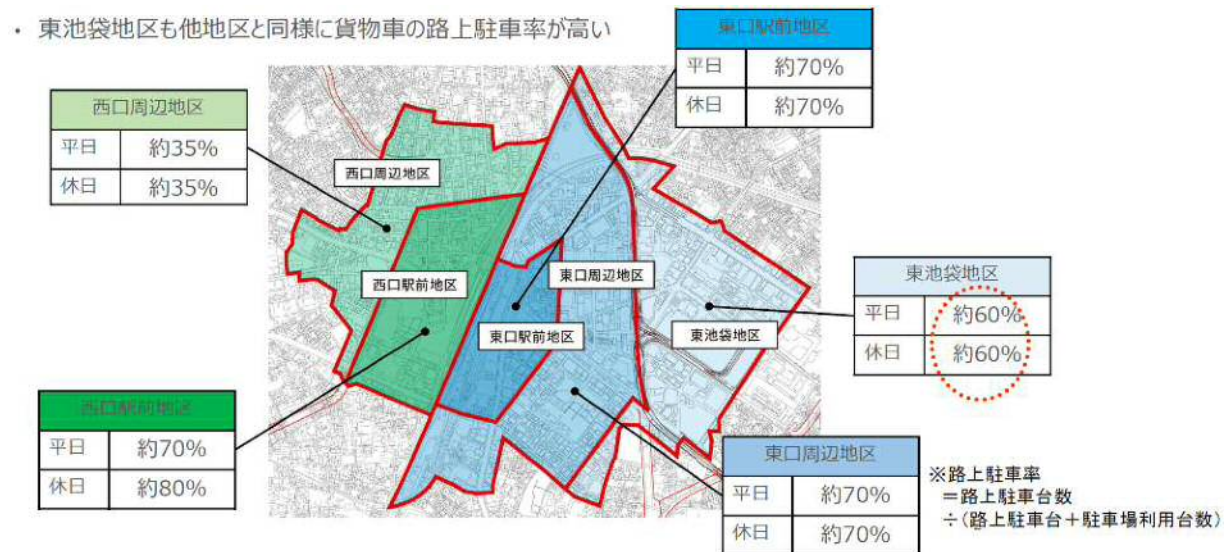 ・ 東池袋地区も他地区と同様に貨物車の路上駐車率が高い
東口駅前地区
平日 約70%
休日 約70%
西口周辺地区
平日 約35%
休日 約35%
西口周辺地区
西口駅前地区
東口周辺地区
東口駅前地区
東池袋地区
東池袋地区
平日 約60%
休日 約60%
西口駅前地区
平日 約70%
休日 約80%
東口周辺地区
平日 約70%
休日 約70%
※路上駐車率
＝路上駐車台数
÷(路上駐車台＋駐車場利用台数)